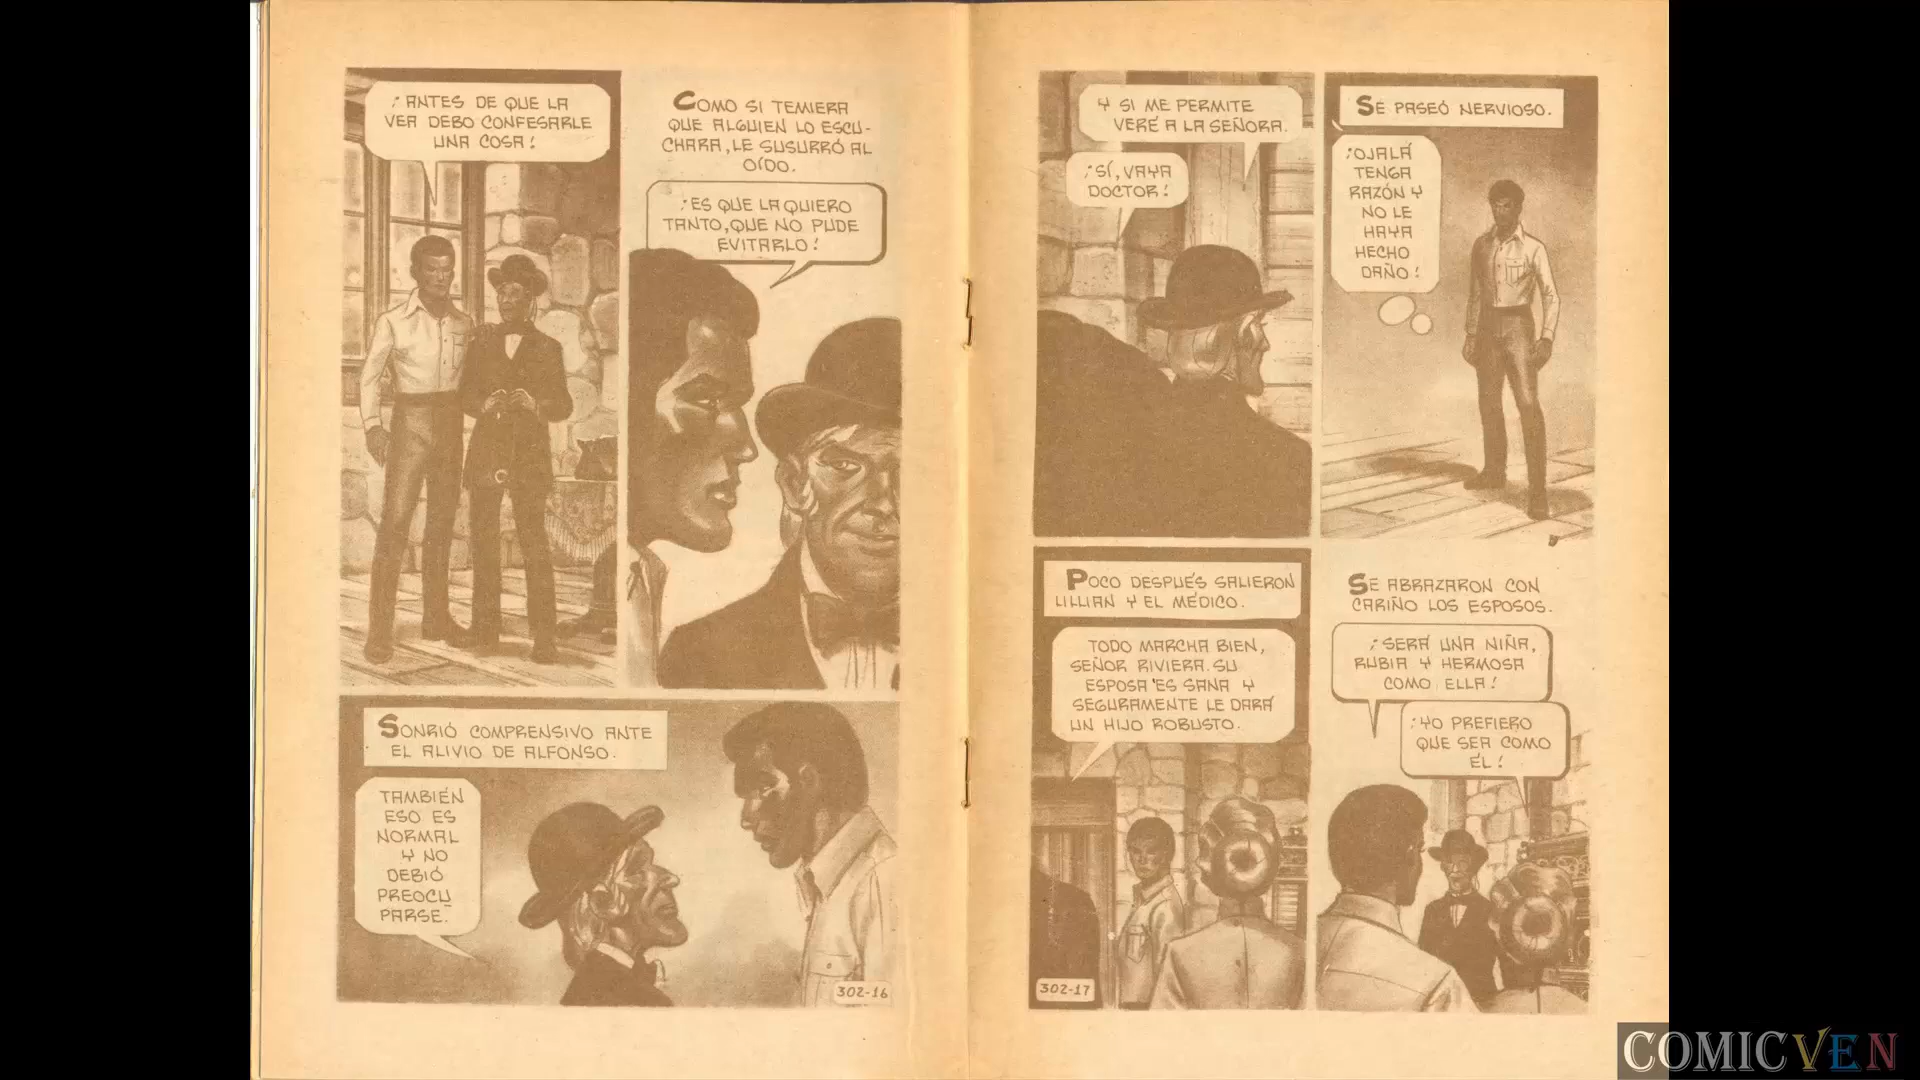 ¡ANTES DE QUE LA
VEA DEBO CONFESARLE
UNA COSA!
COMO SI TEMIERA
QUE ALGUIEN LO ESCU-
CHARA, LE SUSURRÓ AL
OÍDO.
¡ES QUE LA QUIERO
TANTO, QUE NO PUDE
EVITARLO!
SONRIÓ COMPRENSIVO ANTE
EL ALIVIO DE ALFONSO.
TAMBIÉN
ESO ES
NORMAL
Y NO
DEBIÓ
PREOCU_
PARSE.
302-16
Y SI ME PERMITE
VERÉ A LA SEÑORA.
¡SÍ, VAYA
DOCTOR!
SE PASEÓ NERVIOSO.
¡OJALÁ
TENGA
RAZÓN Y
NO LE
HAYA
HECHO
DAÑO!
POCO DESPUÉS SALIERON
LILLIAN Y EL MÉDICO.
TODO MARCHA BIEN,
SEÑOR RIVIERA. SU
ESPOSA ES SANA Y
SEGURAMENTE LE DARÁ
UN HIJO ROBUSTO.
SE ABRAZARON CON
CARIÑO LOS ESPOSOS.
¡SERÁ UNA NIÑA,
RUBIA Y HERMOSA
COMO ELLA!
¡YO PREFIERO
QUE SEA COMO
ÉL!
302-17
COMICVEN